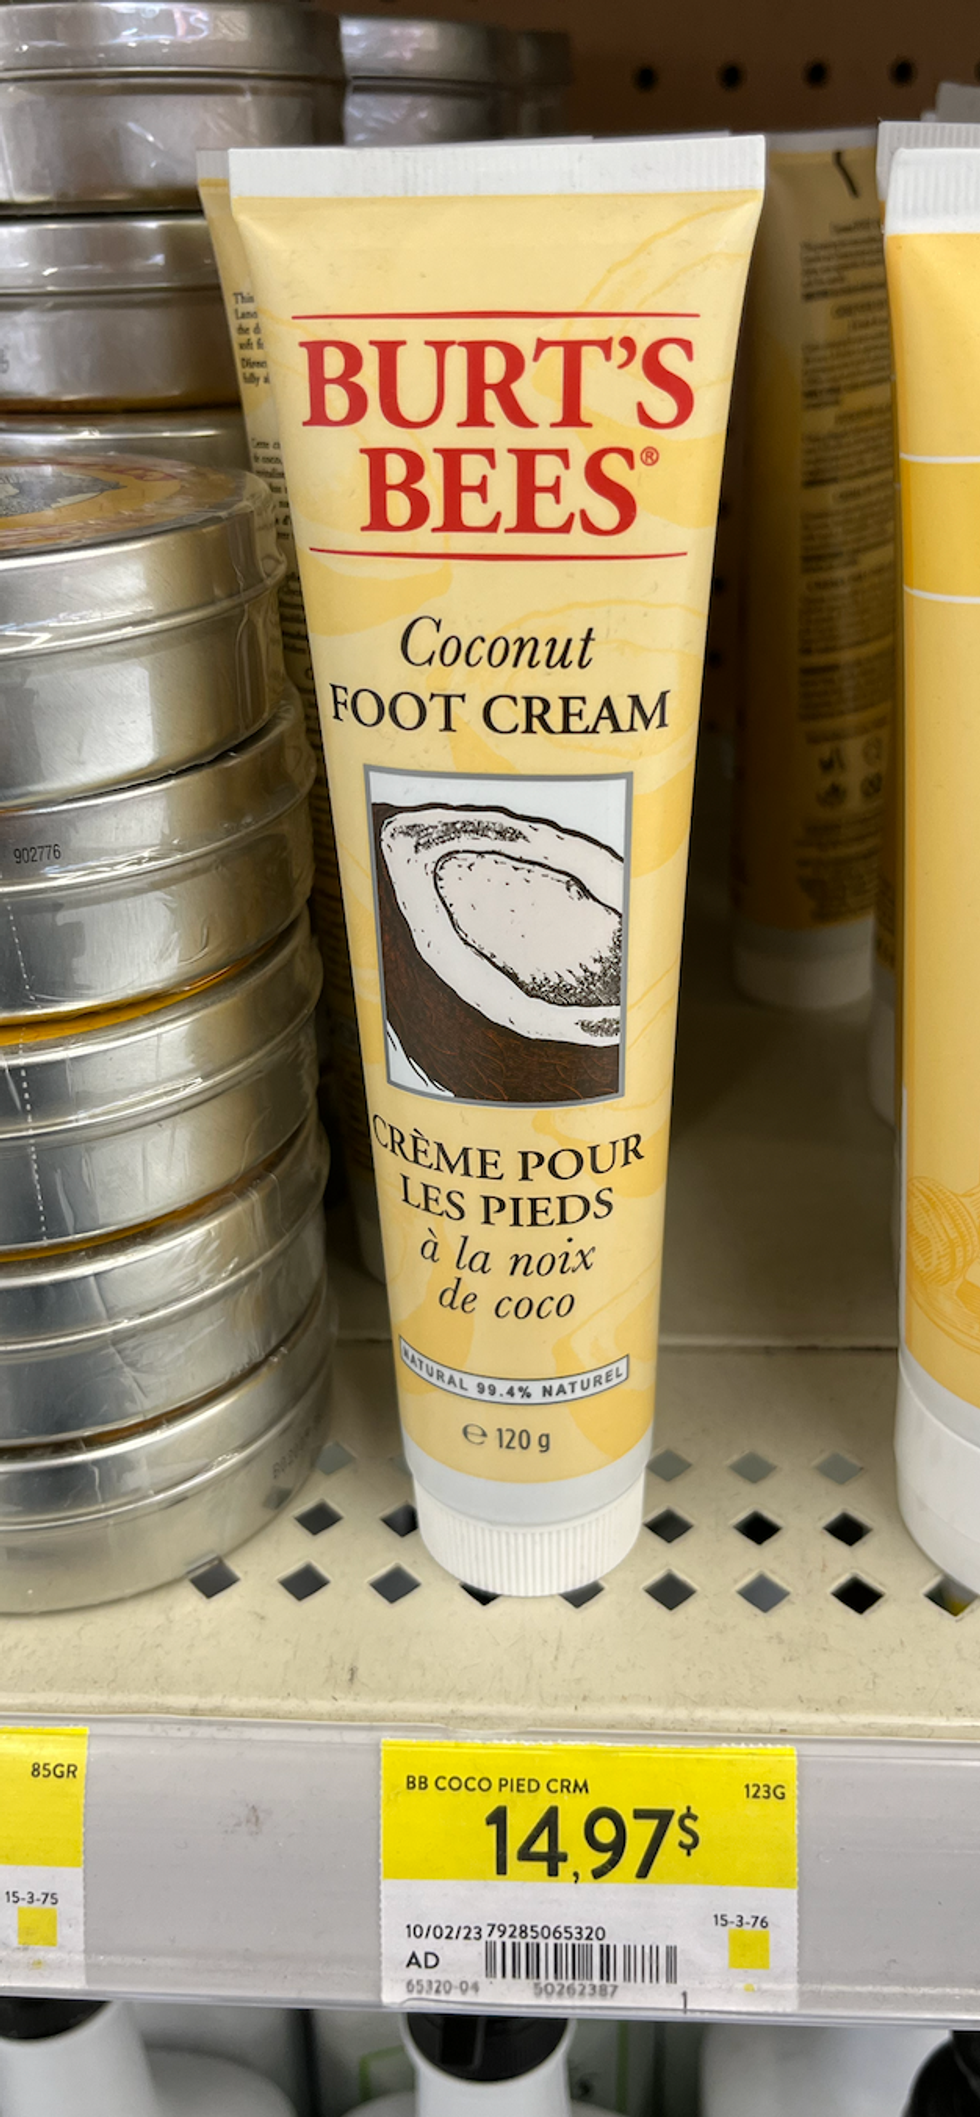 BURT'S
BEES®
Coconut
FOOT CREAM
CRÈME POUR
LES PIEDS
à la noix
de coco
NATURAL 99.4% NATUREL
℮ 120 g
This
902776
85GR
15-3-75
BB COCO PIED CRM 123G
14,97$
15-3-76
10/02/23 79285065320
AD
65320-04 50262387
1